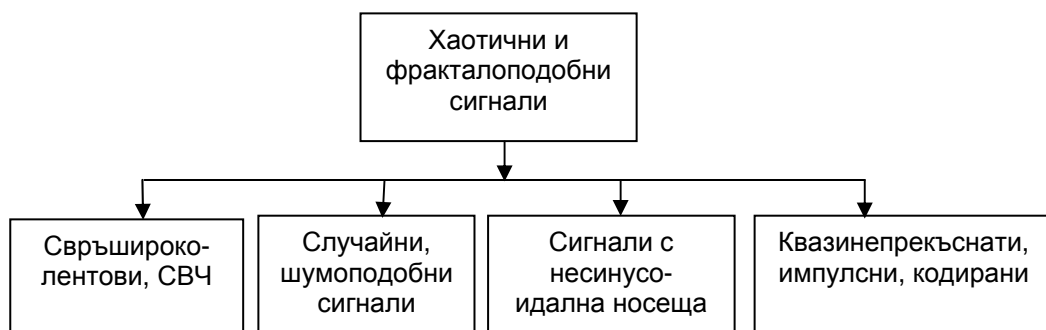 Хаотични и
фракталоподобни
сигнали
Свръшироко-
лентови, СВЧ
Случайни,
шумоподобни
сигнали
Сигнали с
несинусо-
идална носеща
Квазинепрекъснати,
импулсни, кодирани